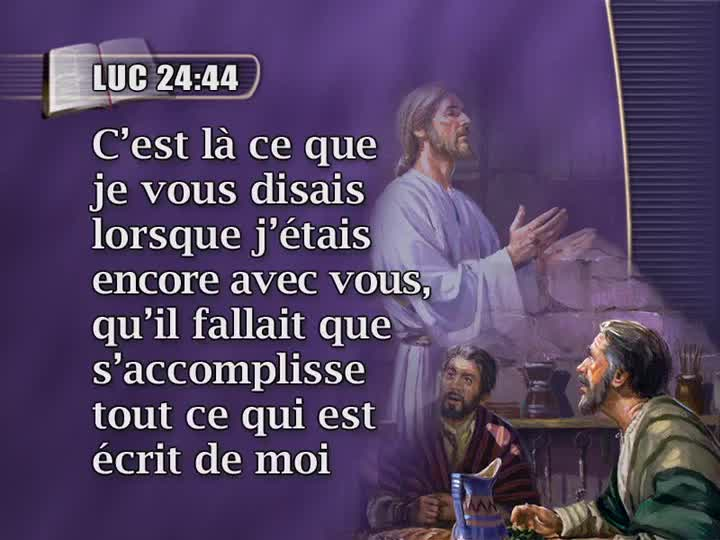 LUC 24:44
C’est là ce que
je vous disais
lorsque j’étais
encore avec vous,
qu’il fallait que
s’accomplisse
tout ce qui est
écrit de moi